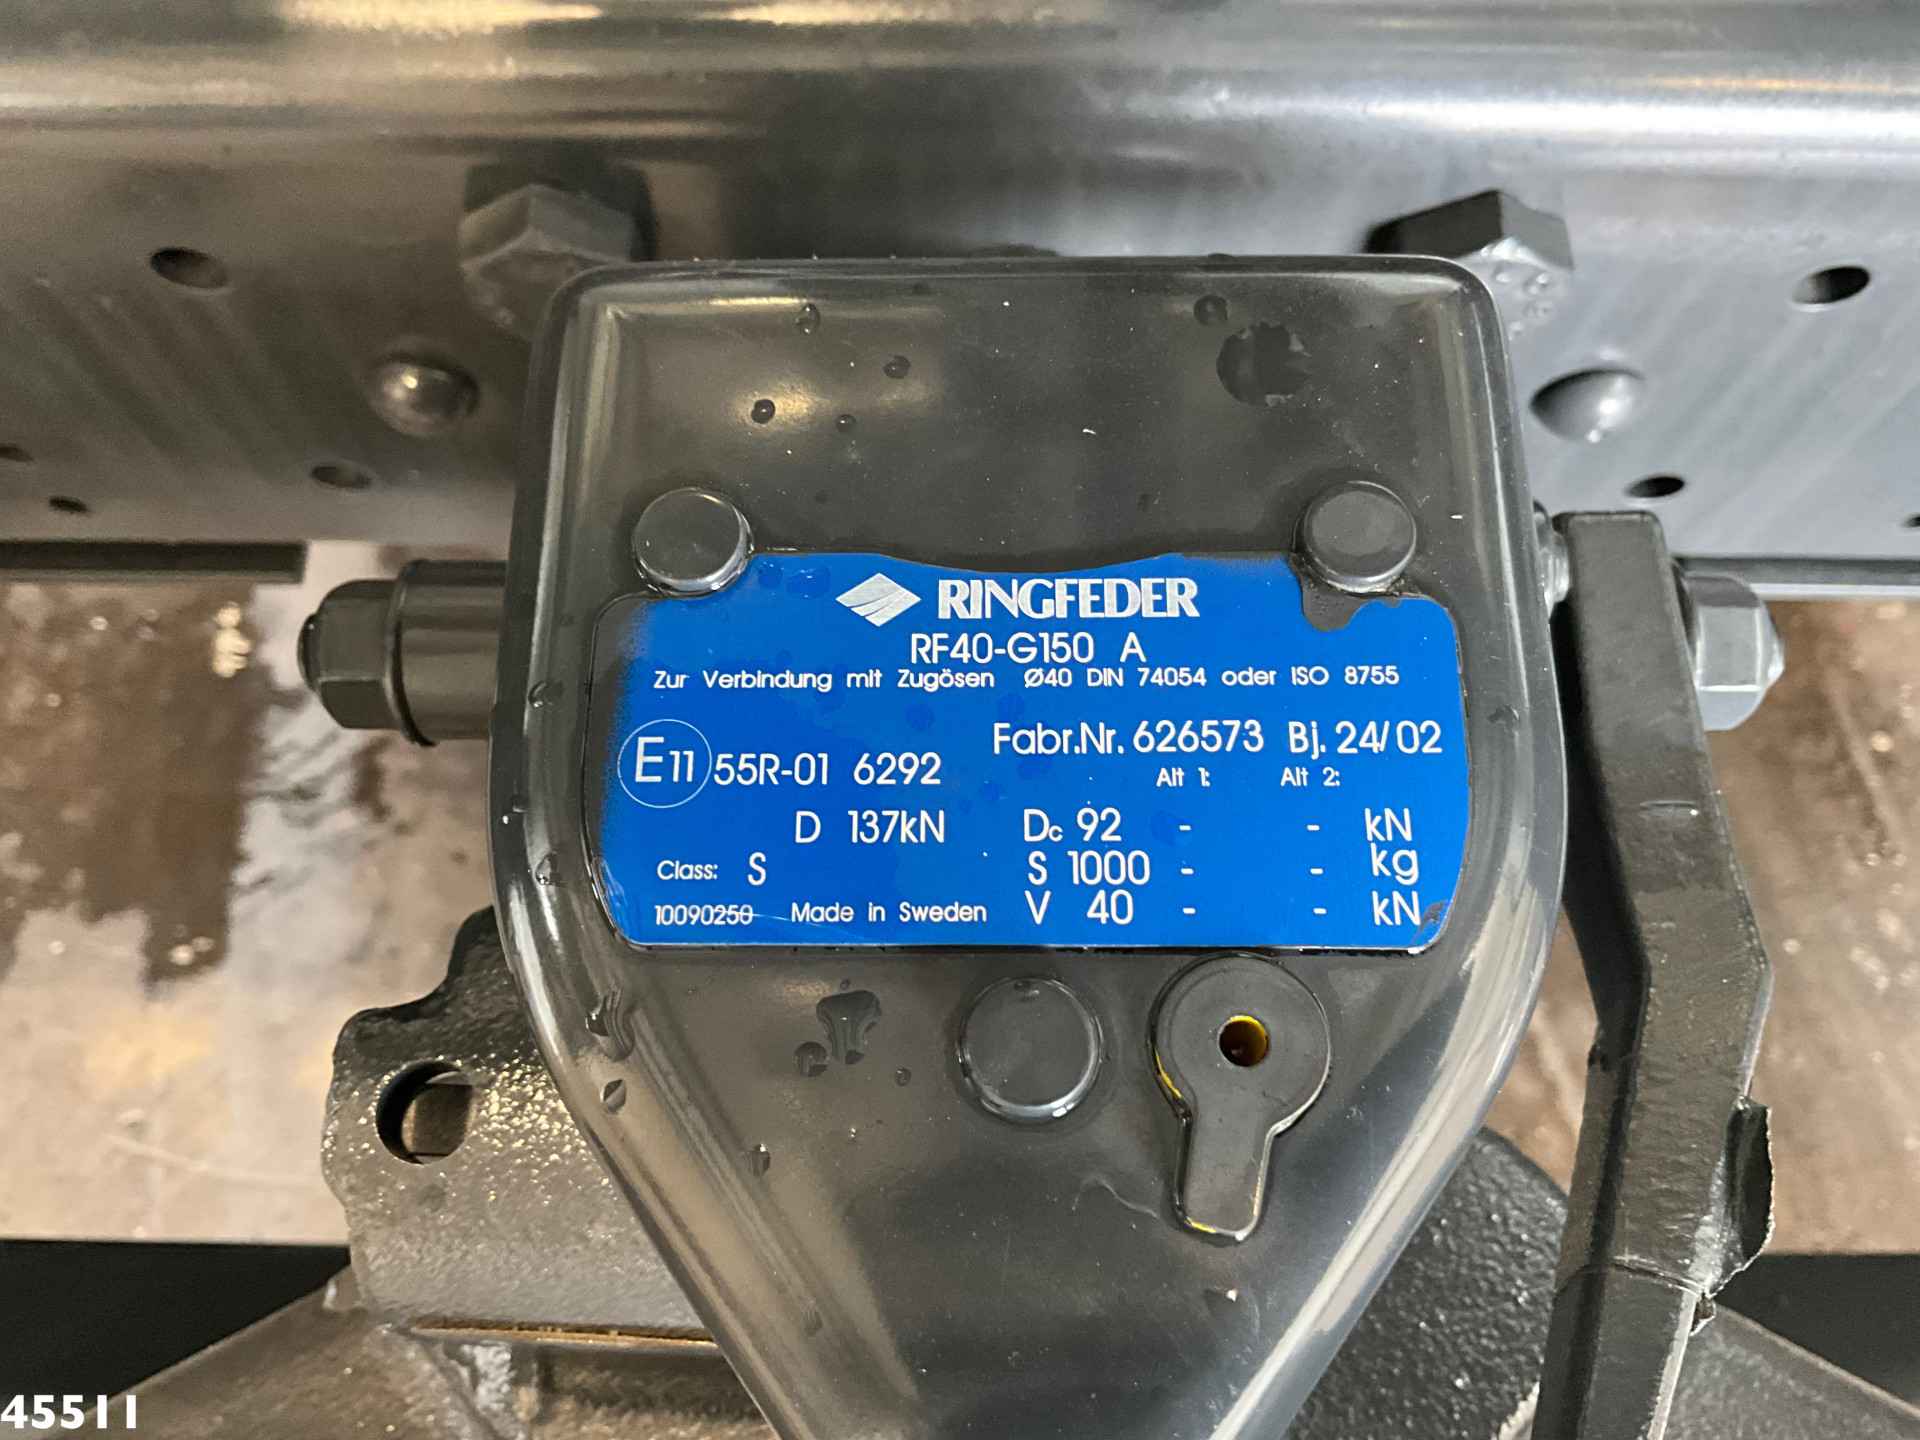 RINGFEDER
RF40-G150 A
Zur Verbindung mit Zugösen Ø40 DIN 74054 oder ISO 8755
Fabr.Nr. 626573 Bj. 24/02
E11 55R-01 6292
Alt 1: Alt 2:
D 137kN Dc 92 - - kN
Class: S S 1000 - - kg
10090250 Made in Sweden V 40 - - kN
45511